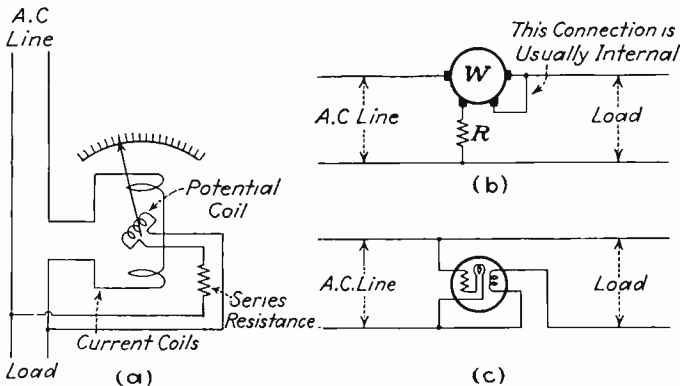 A.C
Line
Potential
Coil
Series
Resistance
Current Coils
Load
(a)
This Connection is
Usually Internal
W
A.C Line
R
Load
(b)
A.C. Line
Load
(c)